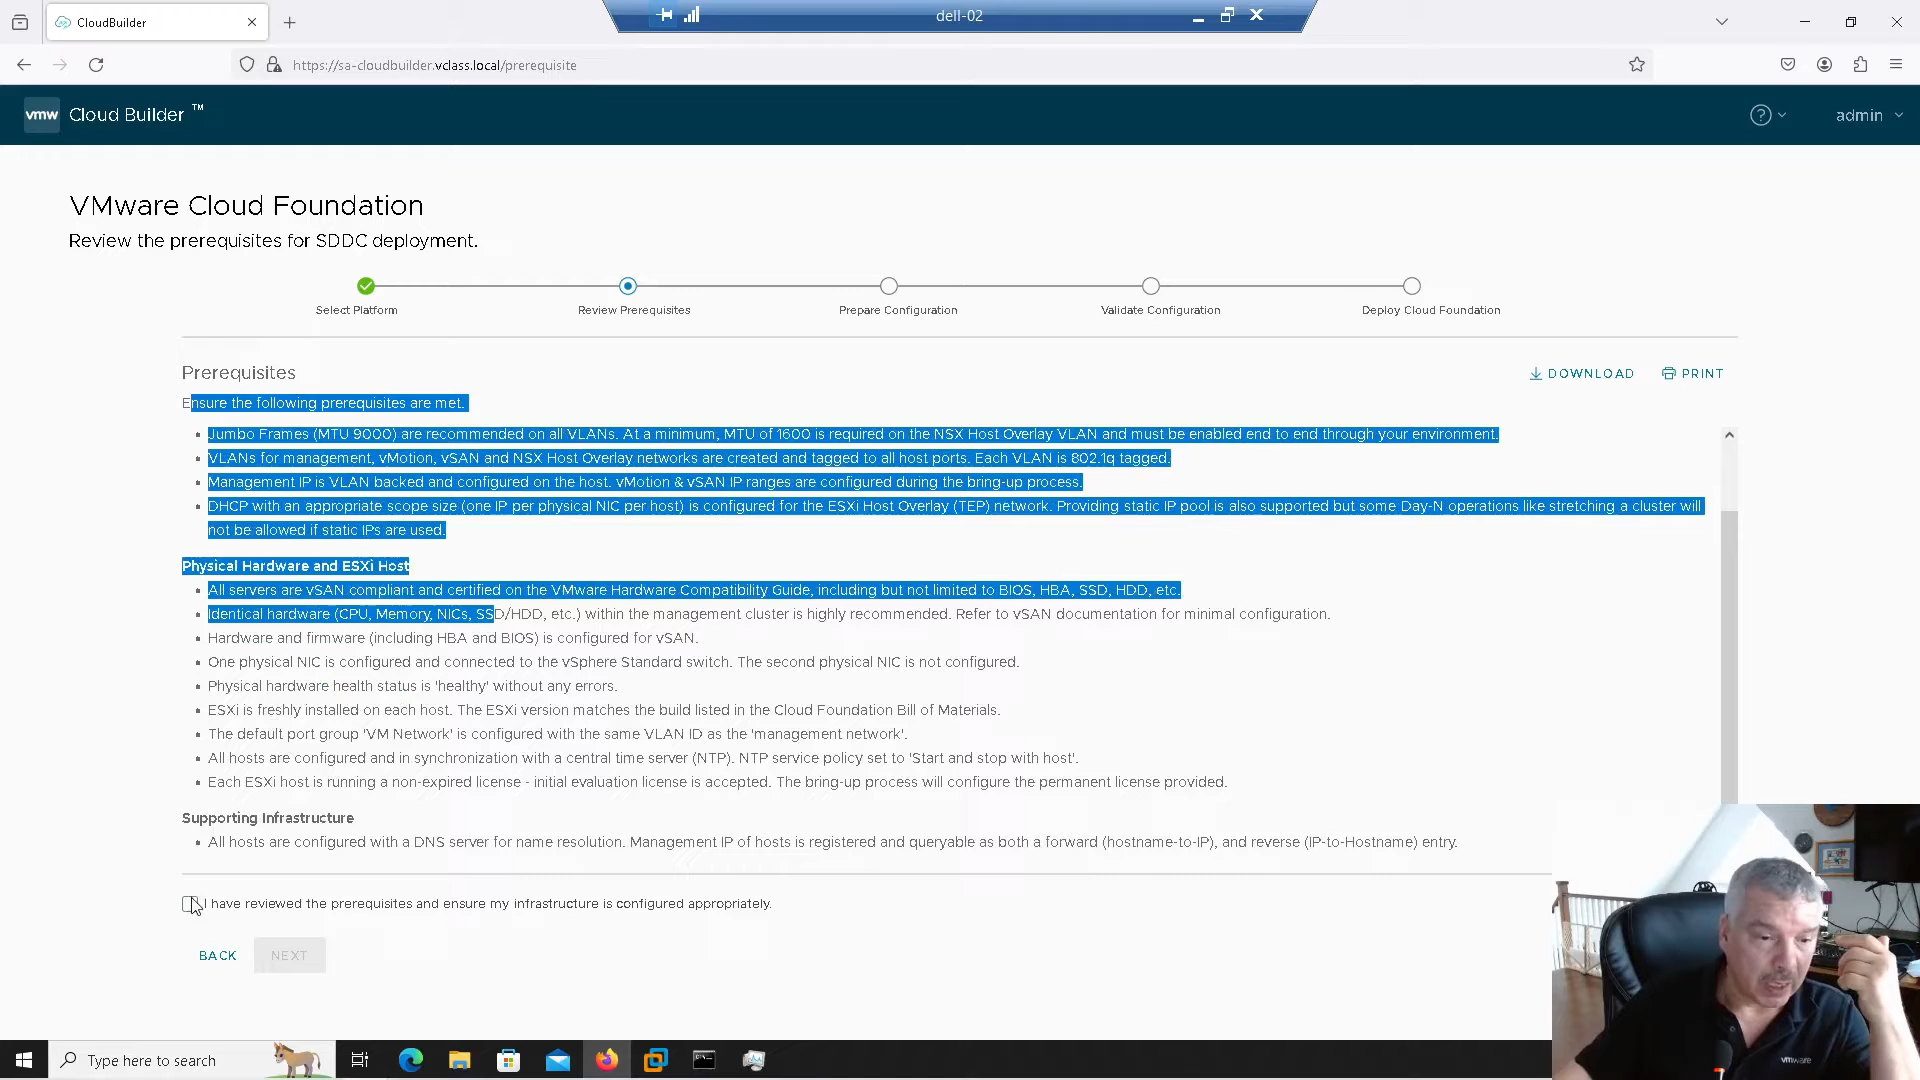 CloudBuilder
dell-02
https://sa-cloudbuilder.vclass.local/prerequisite
vmw Cloud Builder ™
admin
VMware Cloud Foundation
Review the prerequisites for SDDC deployment.
Select Platform
Review Prerequisites
Prepare Configuration
Validate Configuration
Deploy Cloud Foundation
Prerequisites
DOWNLOAD
PRINT
Ensure the following prerequisites are met.
• Jumbo Frames (MTU 9000) are recommended on all VLANs. At a minimum, MTU of 1600 is required on the NSX Host Overlay VLAN and must be enabled end to end through your environment.
• VLANs for management, vMotion, vSAN and NSX Host Overlay networks are created and tagged to all host ports. Each VLAN is 802.1q tagged.
• Management IP is VLAN backed and configured on the host. vMotion & vSAN IP ranges are configured during the bring-up process.
• DHCP with an appropriate scope size (one IP per physical NIC per host) is configured for the ESXi Host Overlay (TEP) network. Providing static IP pool is also supported but some Day-N operations like stretching a cluster will
not be allowed if static IPs are used.
Physical Hardware and ESXi Host
• All servers are vSAN compliant and certified on the VMware Hardware Compatibility Guide, including but not limited to BIOS, HBA, SSD, HDD, etc.
• Identical hardware (CPU, Memory, NICs, SSD/HDD, etc.) within the management cluster is highly recommended. Refer to vSAN documentation for minimal configuration.
• Hardware and firmware (including HBA and BIOS) is configured for vSAN.
• One physical NIC is configured and connected to the vSphere Standard switch. The second physical NIC is not configured.
• Physical hardware health status is 'healthy' without any errors.
• ESXi is freshly installed on each host. The ESXi version matches the build listed in the Cloud Foundation Bill of Materials.
• The default port group 'VM Network' is configured with the same VLAN ID as the 'management network'.
• All hosts are configured and in synchronization with a central time server (NTP). NTP service policy set to 'Start and stop with host'.
• Each ESXi host is running a non-expired license - initial evaluation license is accepted. The bring-up process will configure the permanent license provided.
Supporting Infrastructure
• All hosts are configured with a DNS server for name resolution. Management IP of hosts is registered and queryable as both a forward (hostname-to-IP), and reverse (IP-to-Hostname) entry.
I have reviewed the prerequisites and ensure my infrastructure is configured appropriately.
BACK
NEXT
vmware
Type here to search